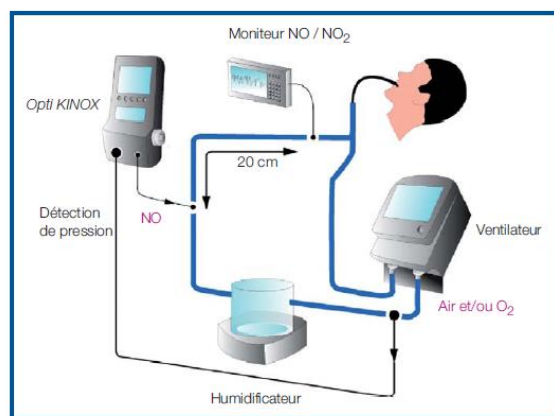 Moniteur NO / NO₂
Opti KINOX
20 cm
Détection
de pression
NO
Ventilateur
Air et/ou O₂
Humidificateur